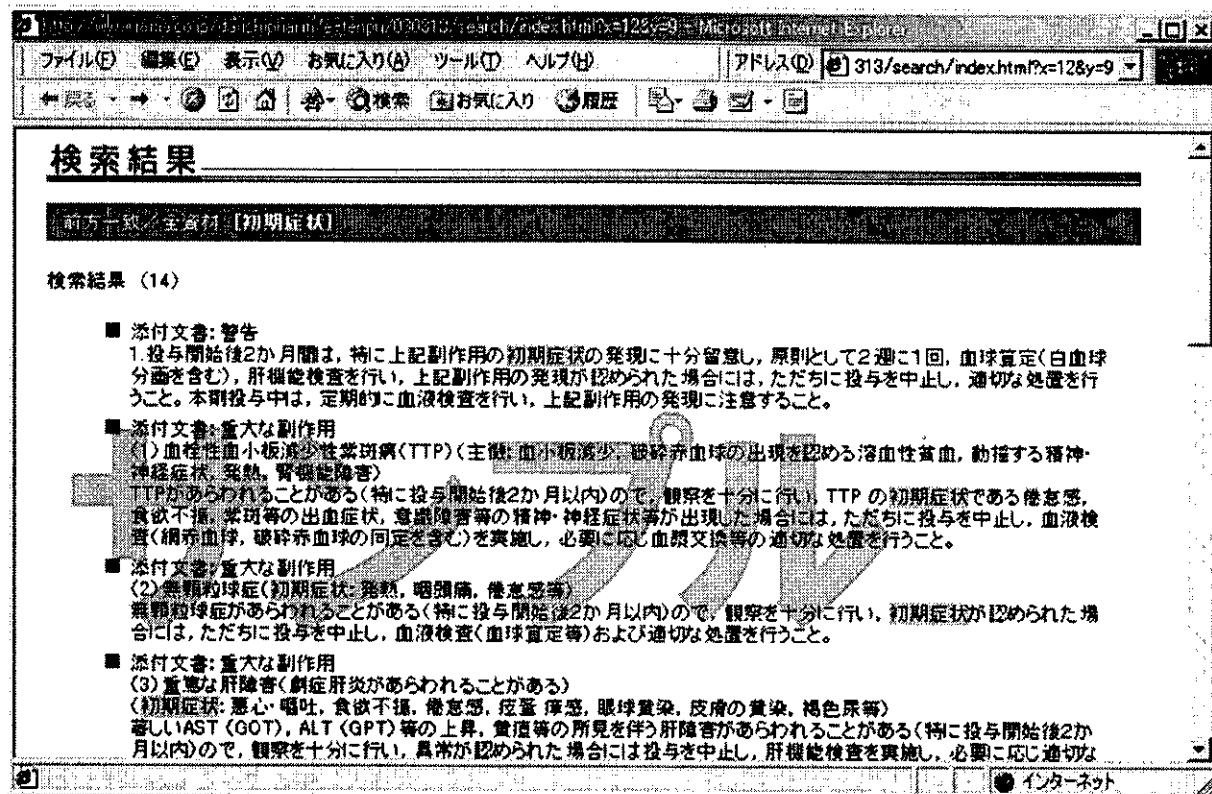 search/index.html?x=12&y=9 - Microsoft Internet Explorer
ファイル(F) 編集(E) 表示(V) お気に入り(A) ツール(T) ヘルプ(H) アドレス(D) 313/search/index.html?x=12&y=9
戻る 検索 お気に入り 履歴
検索結果
前方一致/全資材 [初期症状]
検索結果 (14)
■ 添付文書: 警告
1. 投与開始後2か月間は, 特に上記副作用の初期症状の発現に十分留意し, 原則として2週に1回, 血球算定(白血球
分画を含む), 肝機能検査を行い, 上記副作用の発現が認められた場合には, ただちに投与を中止し, 適切な処置を行
うこと。本剤投与中は, 定期的に血液検査を行い, 上記副作用の発現に注意すること。
■ 添付文書: 重大な副作用
(1) 血栓性血小板減少性紫斑病(TTP)(主徴: 血小板減少, 破砕赤血球の出現を認める溶血性貧血, 動揺する精神・
神経症状, 発熱, 腎機能障害)
TTPがあらわれることがある(特に投与開始後2か月以内)ので, 観察を十分に行い, TTP の初期症状である倦怠感,
食欲不振, 紫斑等の出血症状, 意識障害等の精神・神経症状等が出現した場合には, ただちに投与を中止し, 血液検
査(網赤血球, 破砕赤血球の同定を含む)を実施し, 必要に応じ血漿交換等の適切な処置を行うこと。
サンプル
■ 添付文書: 重大な副作用
(2) 無顆粒球症(初期症状: 発熱, 咽頭痛, 倦怠感等)
無顆粒球症があらわれることがある(特に投与開始後2か月以内)ので, 観察を十分に行い, 初期症状が認められた場
合には, ただちに投与を中止し, 血液検査(血球算定等)および適切な処置を行うこと。
■ 添付文書: 重大な副作用
(3) 重篤な肝障害(劇症肝炎があらわれることがある)
(初期症状: 悪心・嘔吐, 食欲不振, 倦怠感, 皮膚瘙痒感, 眼球黄染, 皮膚の黄染, 褐色尿等)
著しいAST (GOT), ALT (GPT) 等の上昇, 黄疸等の所見を伴う肝障害があらわれることがある(特に投与開始後2か
月以内)ので, 観察を十分に行い, 異常が認められた場合には投与を中止し, 肝機能検査を実施し, 必要に応じ適切な
インターネット